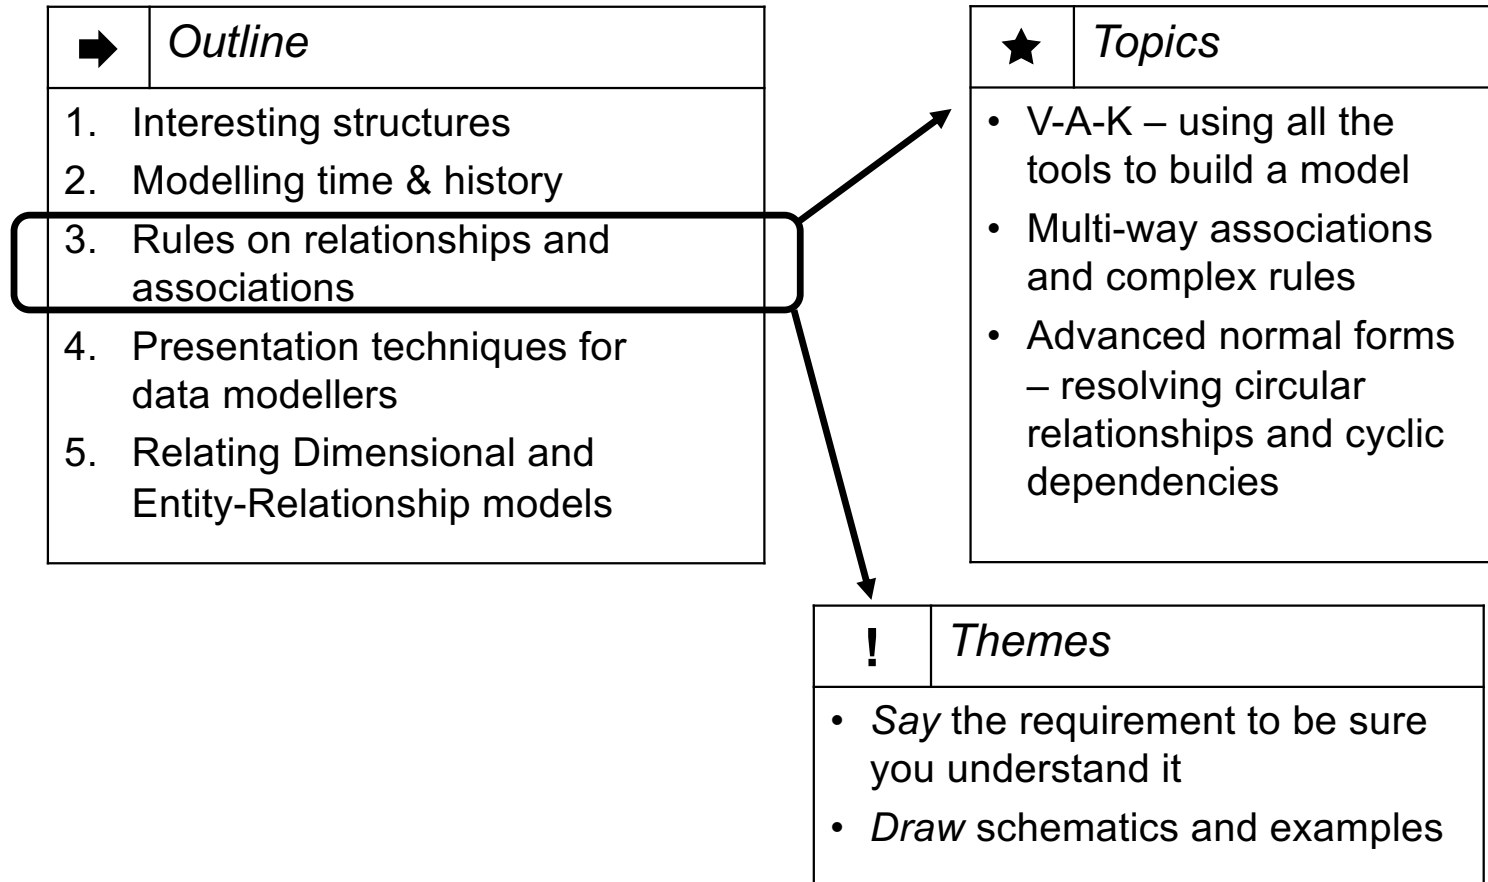 Outline
1. Interesting structures
2. Modelling time & history
3. Rules on relationships and
associations
4. Presentation techniques for
data modellers
5. Relating Dimensional and
Entity-Relationship models
Topics
• V-A-K – using all the
tools to build a model
• Multi-way associations
and complex rules
• Advanced normal forms
– resolving circular
relationships and cyclic
dependencies
! Themes
• Say the requirement to be sure
you understand it
• Draw schematics and examples